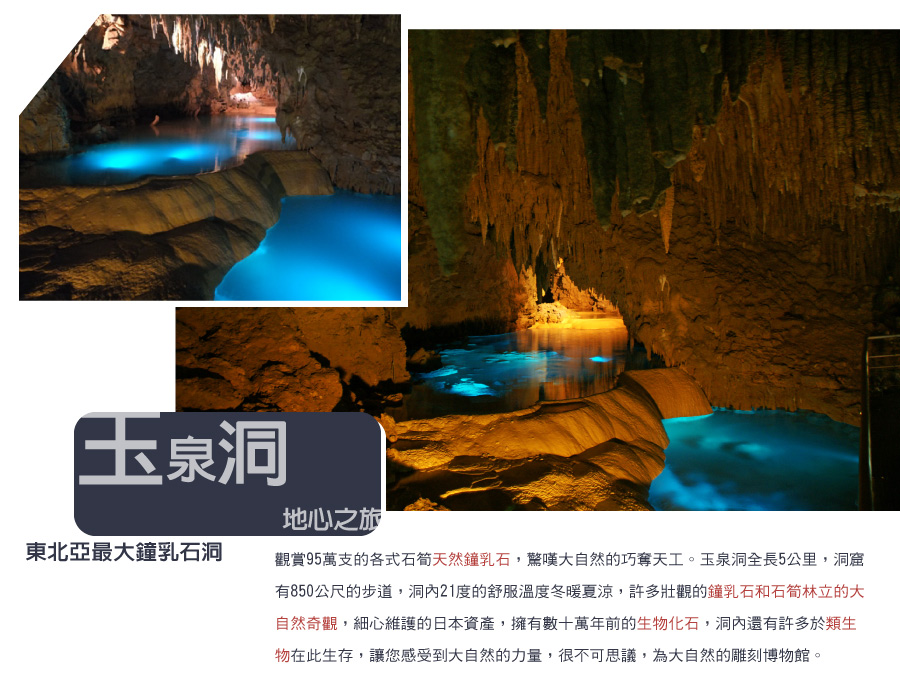 玉泉洞
地心之旅
東北亞最大鐘乳石洞
觀賞95萬支的各式石筍天然鐘乳石，驚嘆大自然的巧奪天工。玉泉洞全長5公里，洞窟
有850公尺的步道，洞內21度的舒服溫度冬暖夏涼，許多壯觀的鐘乳石和石筍林立的大
自然奇觀，細心維護的日本資產，擁有數十萬年前的生物化石，洞內還有許多於類生
物在此生存，讓您感受到大自然的力量，很不可思議，為大自然的雕刻博物館。